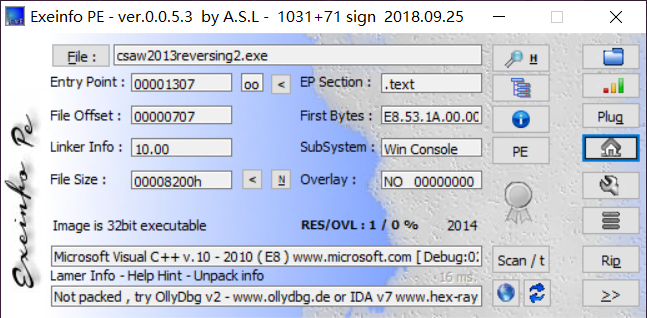 Exeinfo PE - ver.0.0.5.3 by A.S.L - 1031+71 sign 2018.09.25
File : csaw2013reversing2.exe H
Entry Point : 00001307 oo < EP Section : .text
File Offset : 00000707 First Bytes : E8.53.1A.00.00 Plug
Linker Info : 10.00 SubSystem : Win Console PE
File Size : 00008200h < N Overlay : NO 00000000
Image is 32bit executable RES/OVL : 1 / 0 % 2014
Microsoft Visual C++ v.10 - 2010 ( E8 ) www.microsoft.com [ Debug:02 Scan / t Rip
Lamer Info - Help Hint - Unpack info 16 ms.
Not packed , try OllyDbg v2 - www.ollydbg.de or IDA v7 www.hex-ray >>
Exeinfo Pe